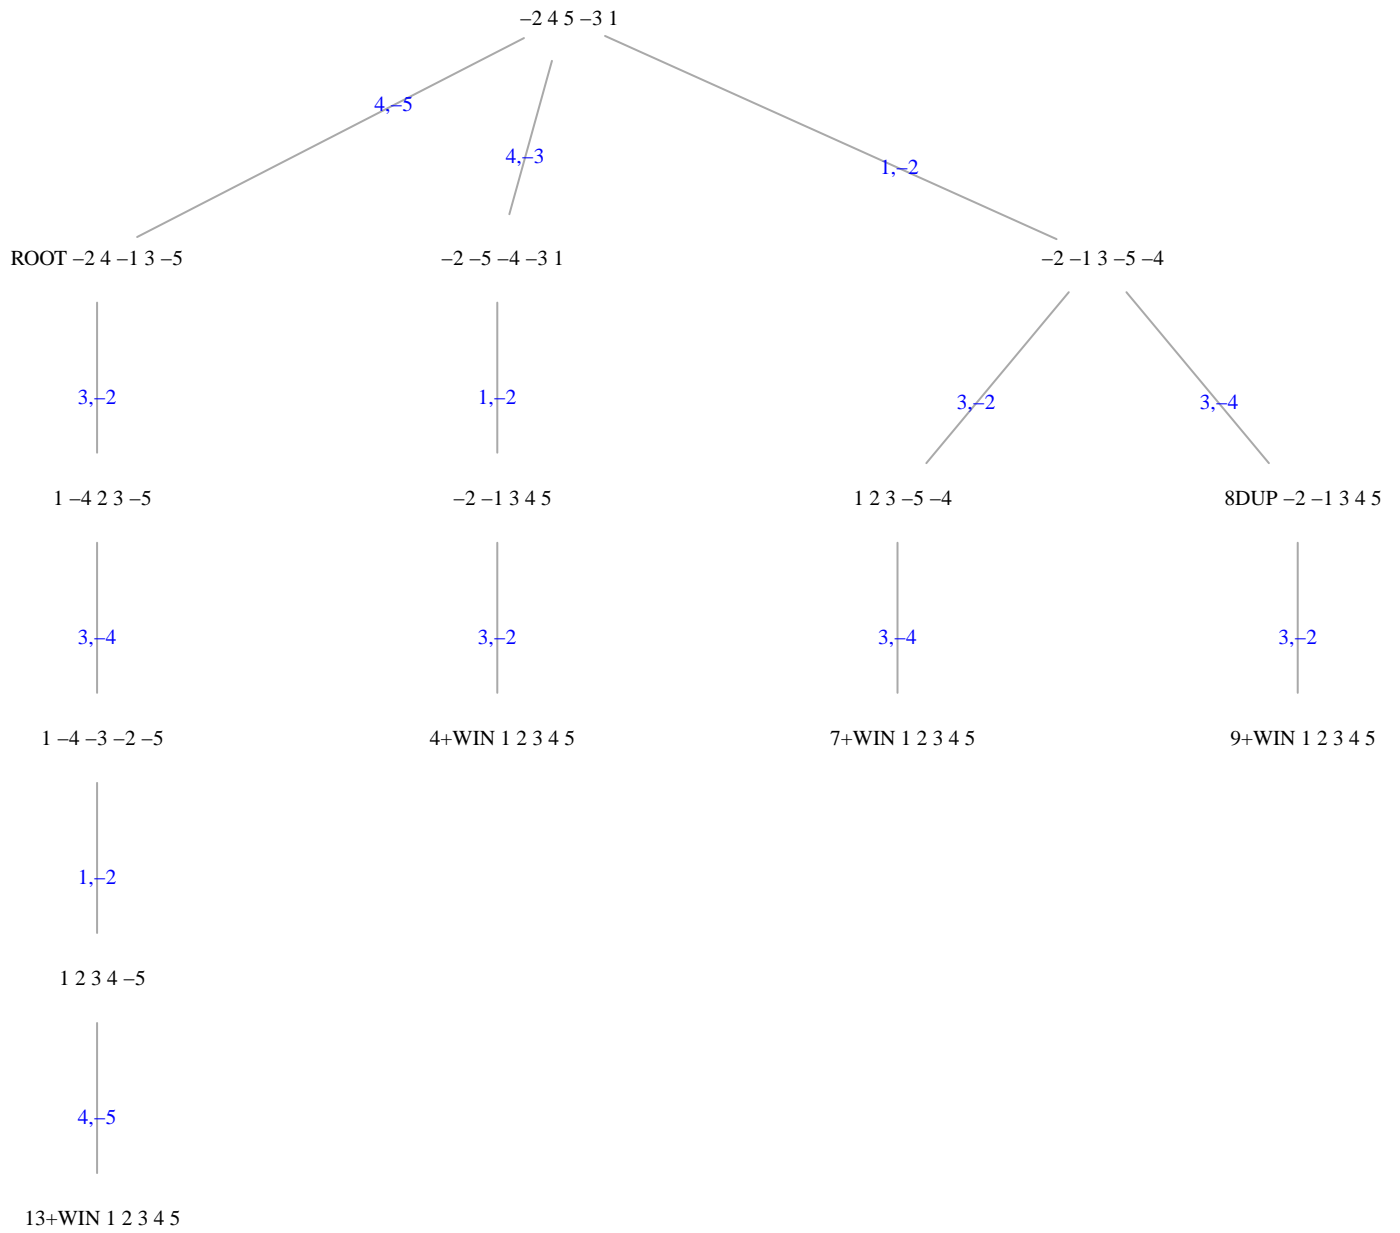 −2 4 5 −3 1
4,−5
4,−3
1,−2
ROOT −2 4 −1 3 −5
−2 −5 −4 −3 1
−2 −1 3 −5 −4
3,−2
1,−2
3,−2
3,−4
1 −4 2 3 −5
−2 −1 3 4 5
1 2 3 −5 −4
8DUP −2 −1 3 4 5
3,−4
3,−2
3,−4
3,−2
1 −4 −3 −2 −5
4+WIN 1 2 3 4 5
7+WIN 1 2 3 4 5
9+WIN 1 2 3 4 5
1,−2
1 2 3 4 −5
4,−5
13+WIN 1 2 3 4 5